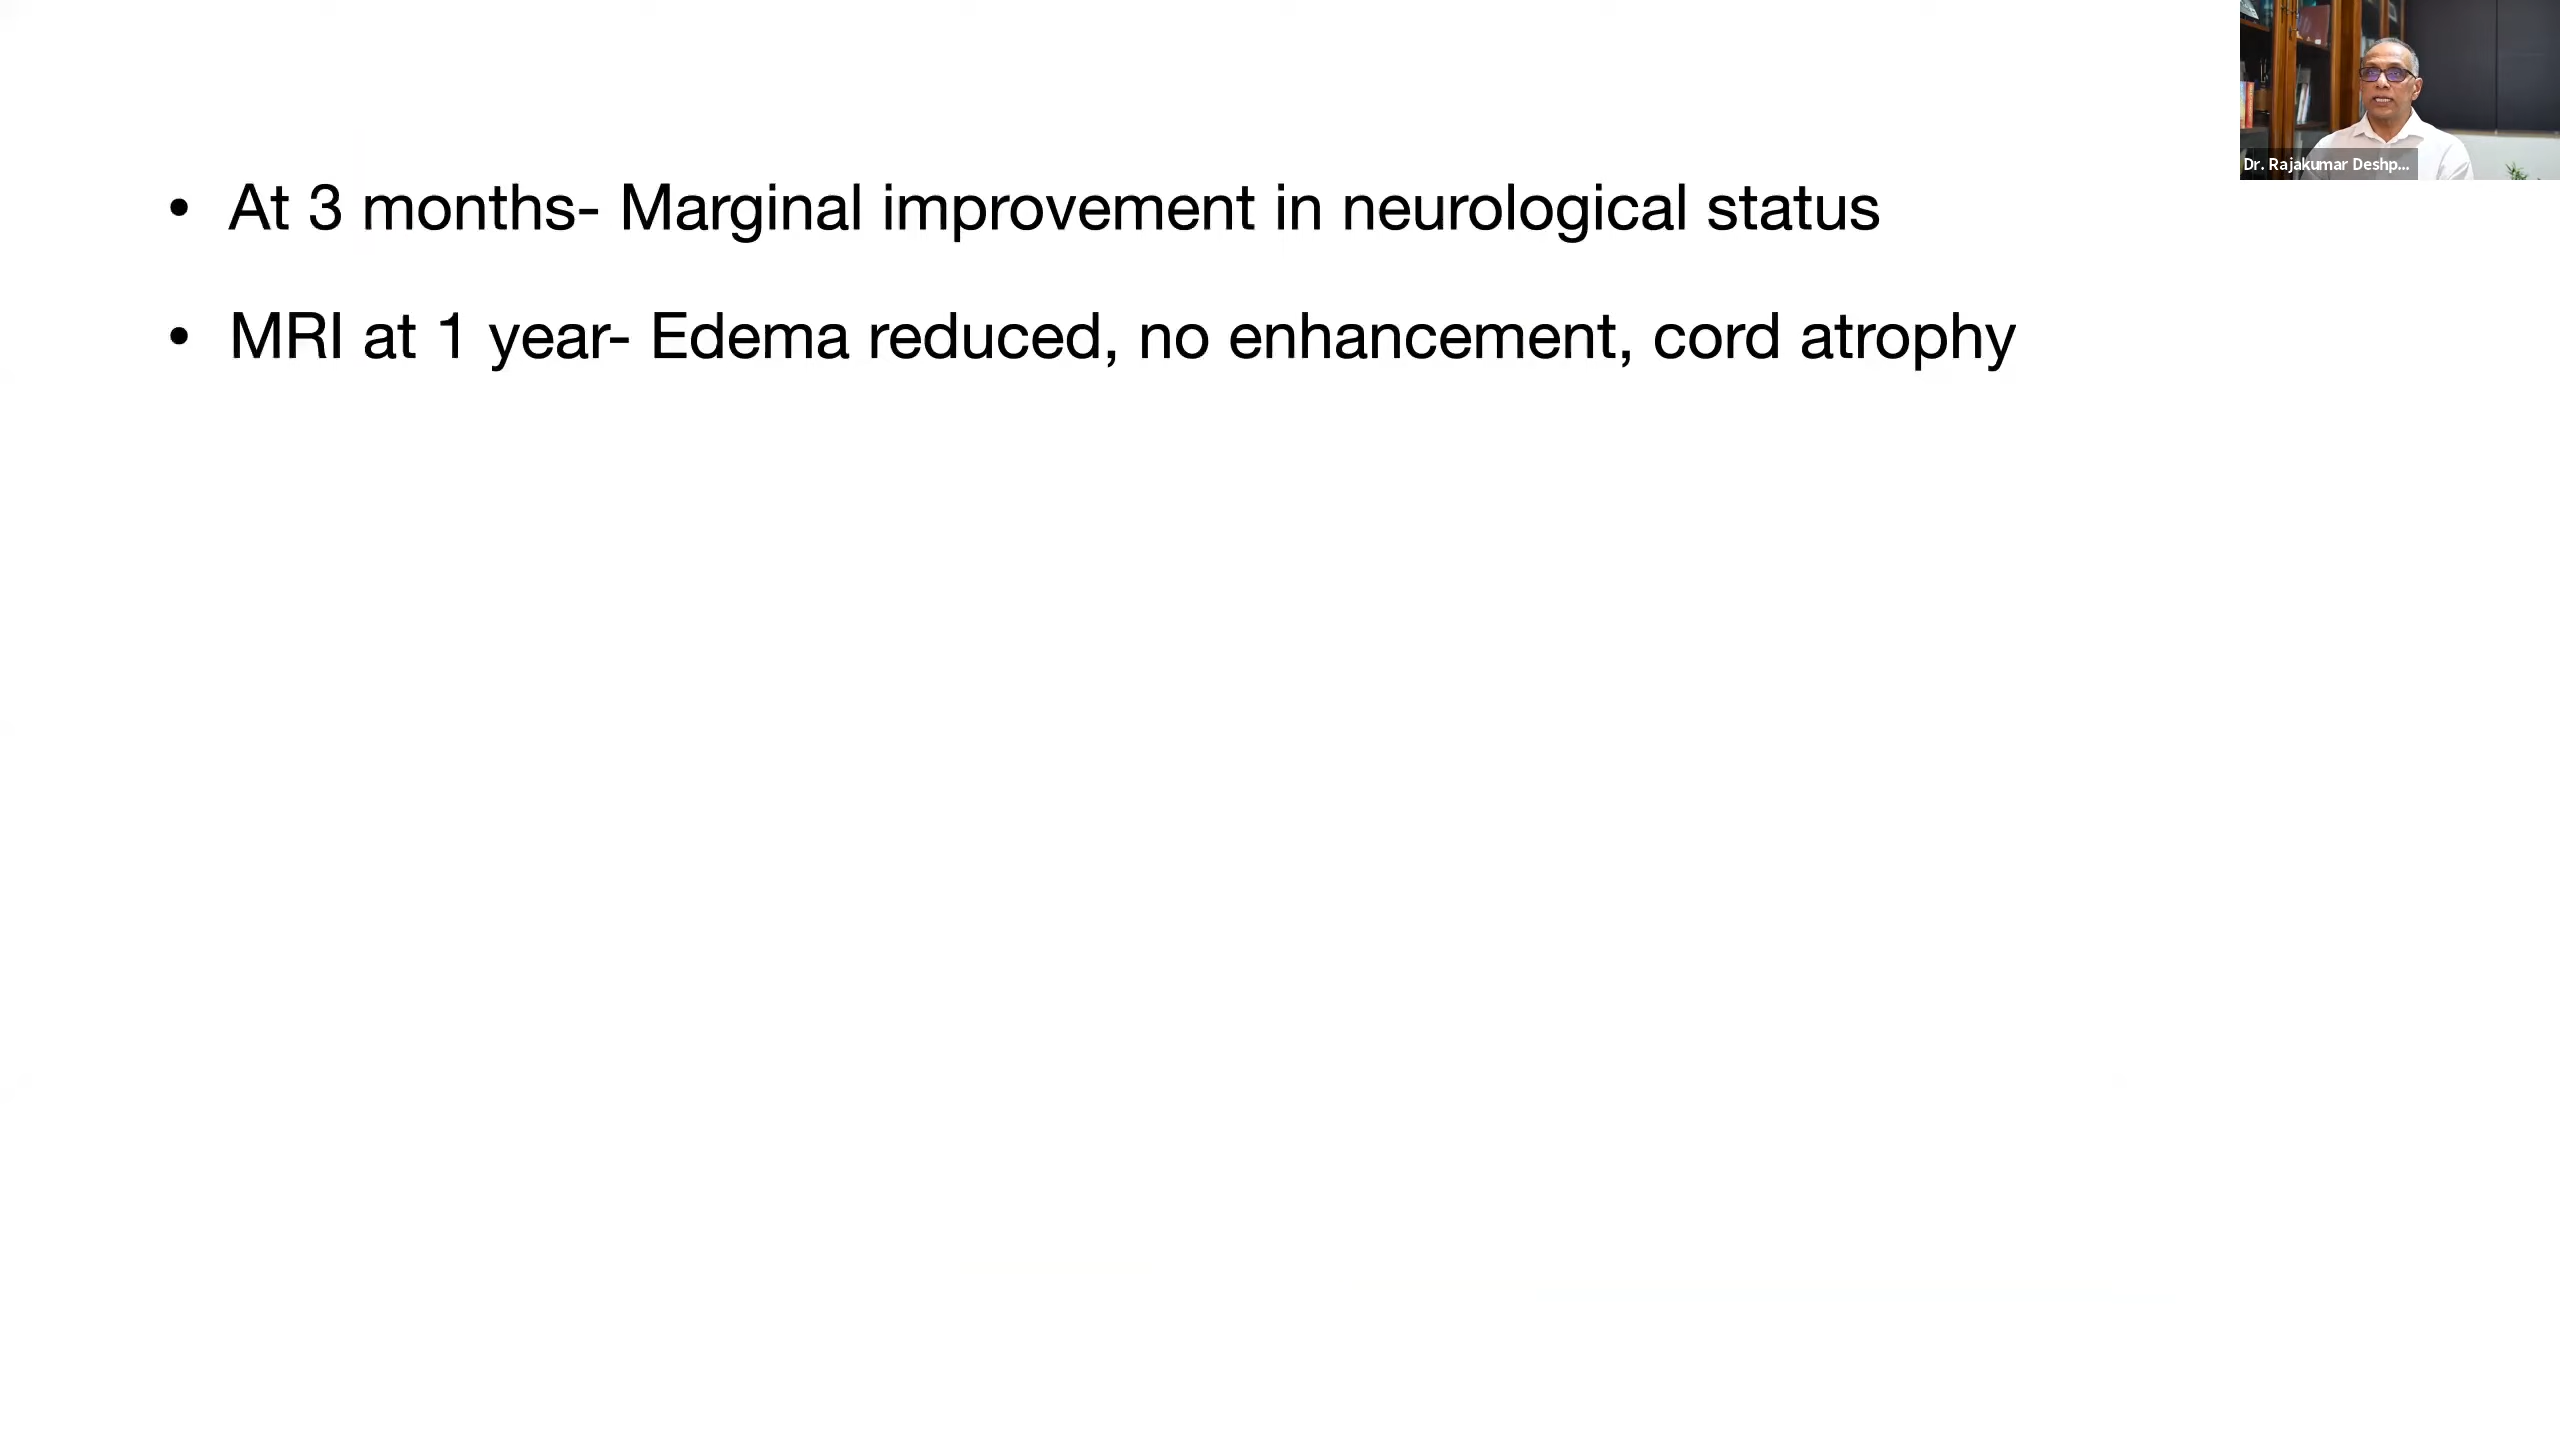 • At 3 months- Marginal improvement in neurological status
• MRI at 1 year- Edema reduced, no enhancement, cord atrophy
Dr. Rajakumar Deshp...